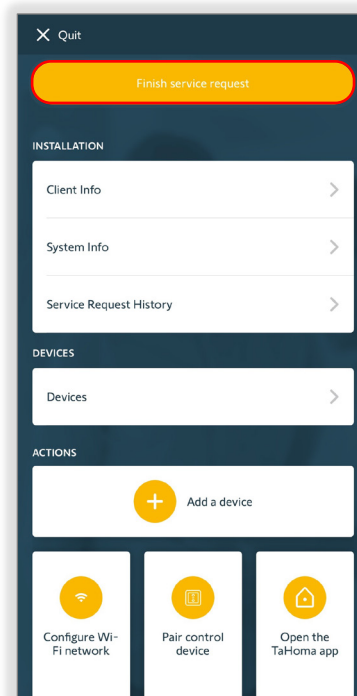 Quit
Finish service request
INSTALLATION
Client Info
System Info
Service Request History
DEVICES
Devices
ACTIONS
Add a device
Configure Wi-
Fi network
Pair control
device
Open the
TaHoma app